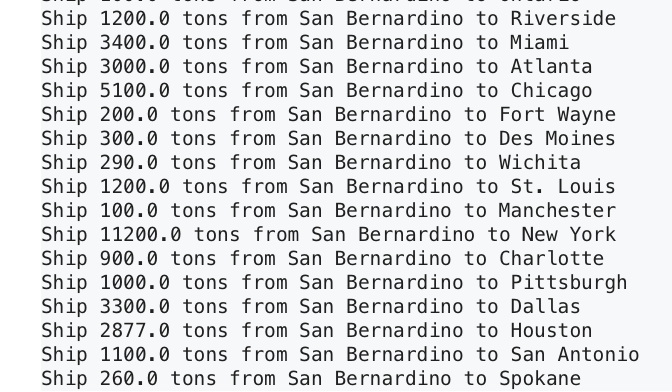 Ship 1200.0 tons from San Bernardino to Riverside
Ship 3400.0 tons from San Bernardino to Miami
Ship 3000.0 tons from San Bernardino to Atlanta
Ship 5100.0 tons from San Bernardino to Chicago
Ship 200.0 tons from San Bernardino to Fort Wayne
Ship 300.0 tons from San Bernardino to Des Moines
Ship 290.0 tons from San Bernardino to Wichita
Ship 1200.0 tons from San Bernardino to St. Louis
Ship 100.0 tons from San Bernardino to Manchester
Ship 11200.0 tons from San Bernardino to New York
Ship 900.0 tons from San Bernardino to Charlotte
Ship 1000.0 tons from San Bernardino to Pittsburgh
Ship 3300.0 tons from San Bernardino to Dallas
Ship 2877.0 tons from San Bernardino to Houston
Ship 1100.0 tons from San Bernardino to San Antonio
Ship 260.0 tons from San Bernardino to Spokane